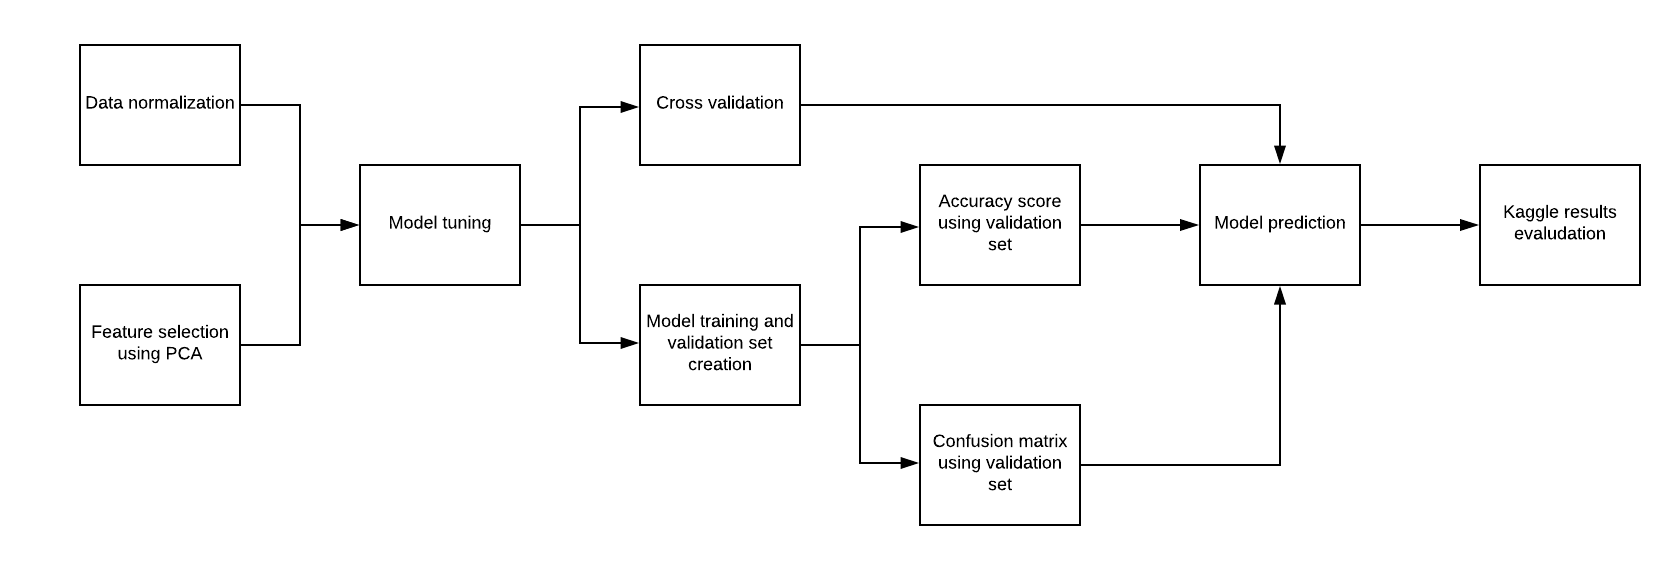 Data normalization
Feature selection
using PCA
Model tuning
Cross validation
Model training and
validation set
creation
Accuracy score
using validation
set
Confusion matrix
using validation
set
Model prediction
Kaggle results
evaludation